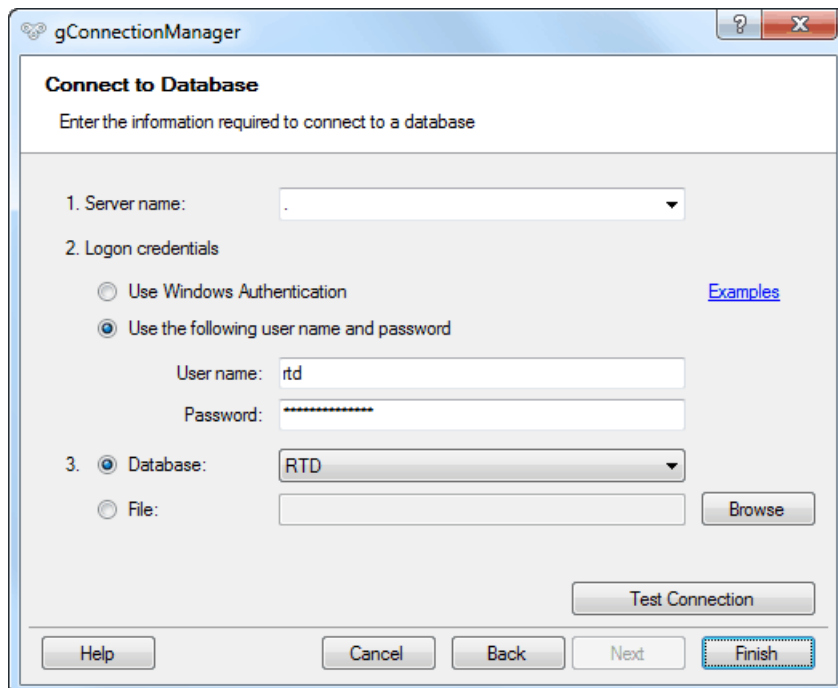 gConnectionManager
Connect to Database
Enter the information required to connect to a database
1. Server name: .
2. Logon credentials
Use Windows Authentication Examples
Use the following user name and password
User name: rtd
Password: **************
3. Database: RTD
File: Browse
Test Connection
Help Cancel Back Next Finish